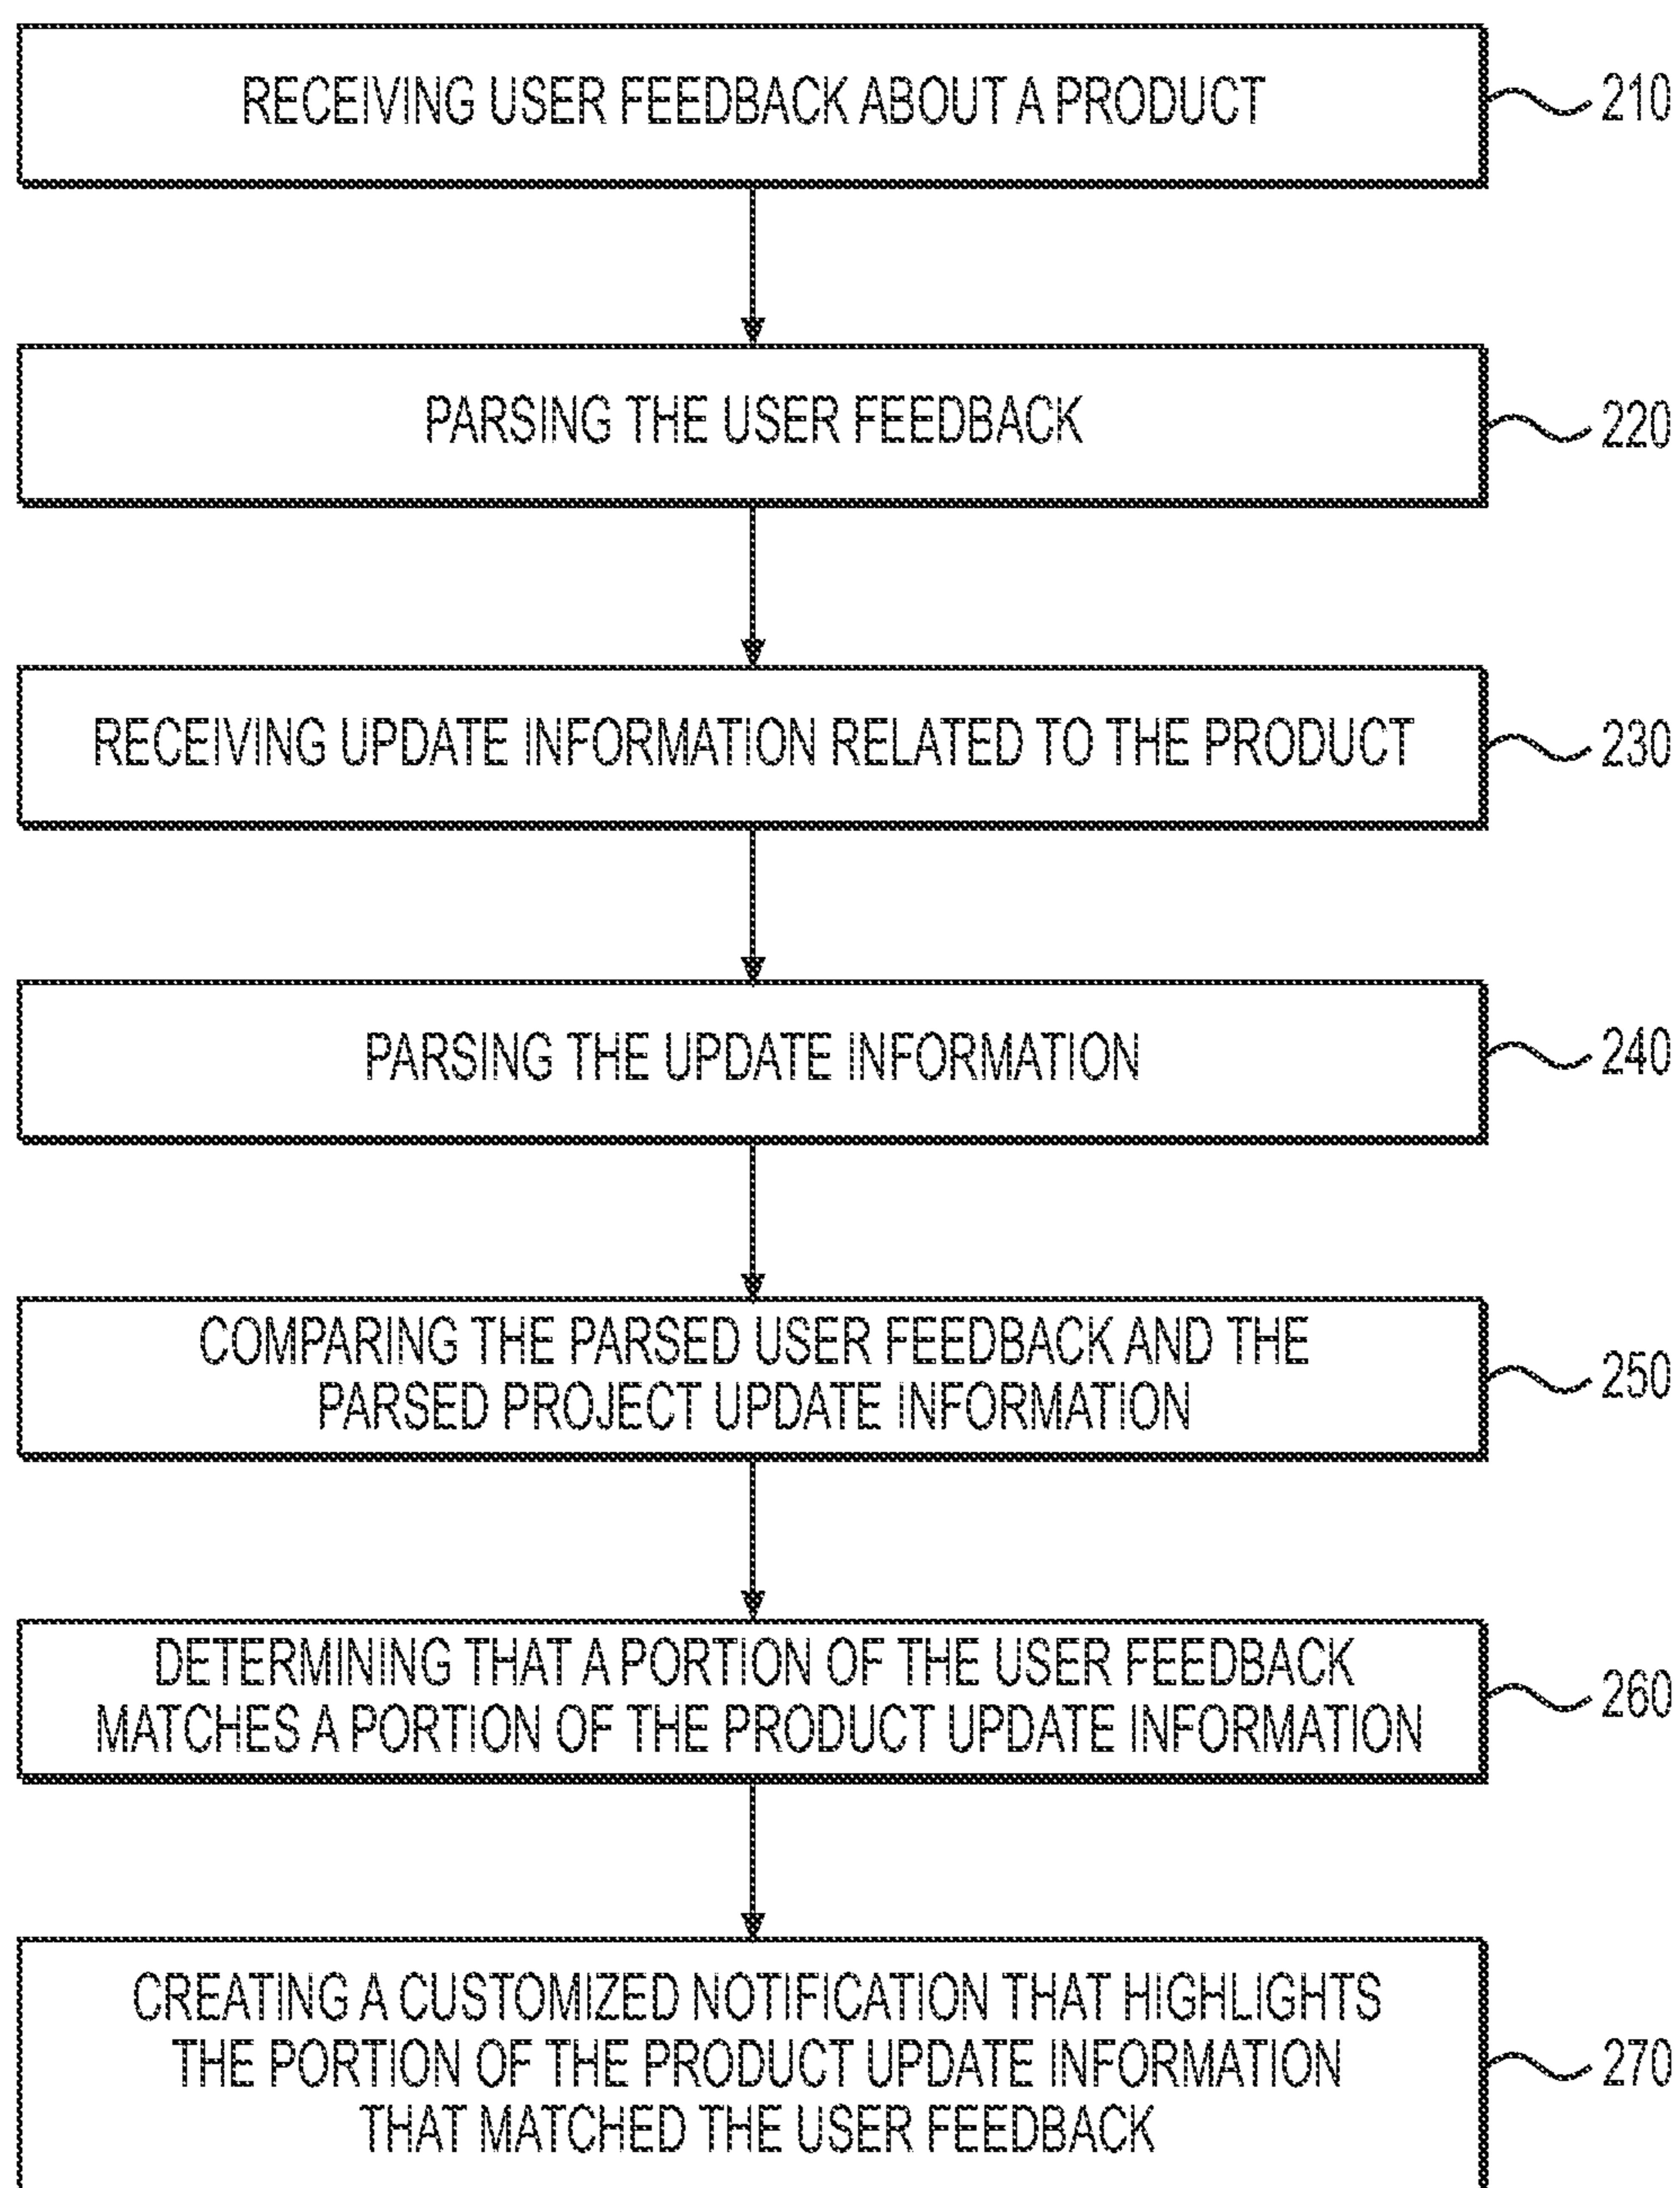 RECEIVING USER FEEDBACK ABOUT A PRODUCT
210
PARSING THE USER FEEDBACK
220
RECEIVING UPDATE INFORMATION RELATED TO THE PRODUCT
230
PARSING THE UPDATE INFORMATION
240
COMPARING THE PARSED USER FEEDBACK AND THE
PARSED PROJECT UPDATE INFORMATION
250
DETERMINING THAT A PORTION OF THE USER FEEDBACK
MATCHES A PORTION OF THE PRODUCT UPDATE INFORMATION
260
CREATING A CUSTOMIZED NOTIFICATION THAT HIGHLIGHTS
THE PORTION OF THE PRODUCT UPDATE INFORMATION
THAT MATCHED THE USER FEEDBACK
270